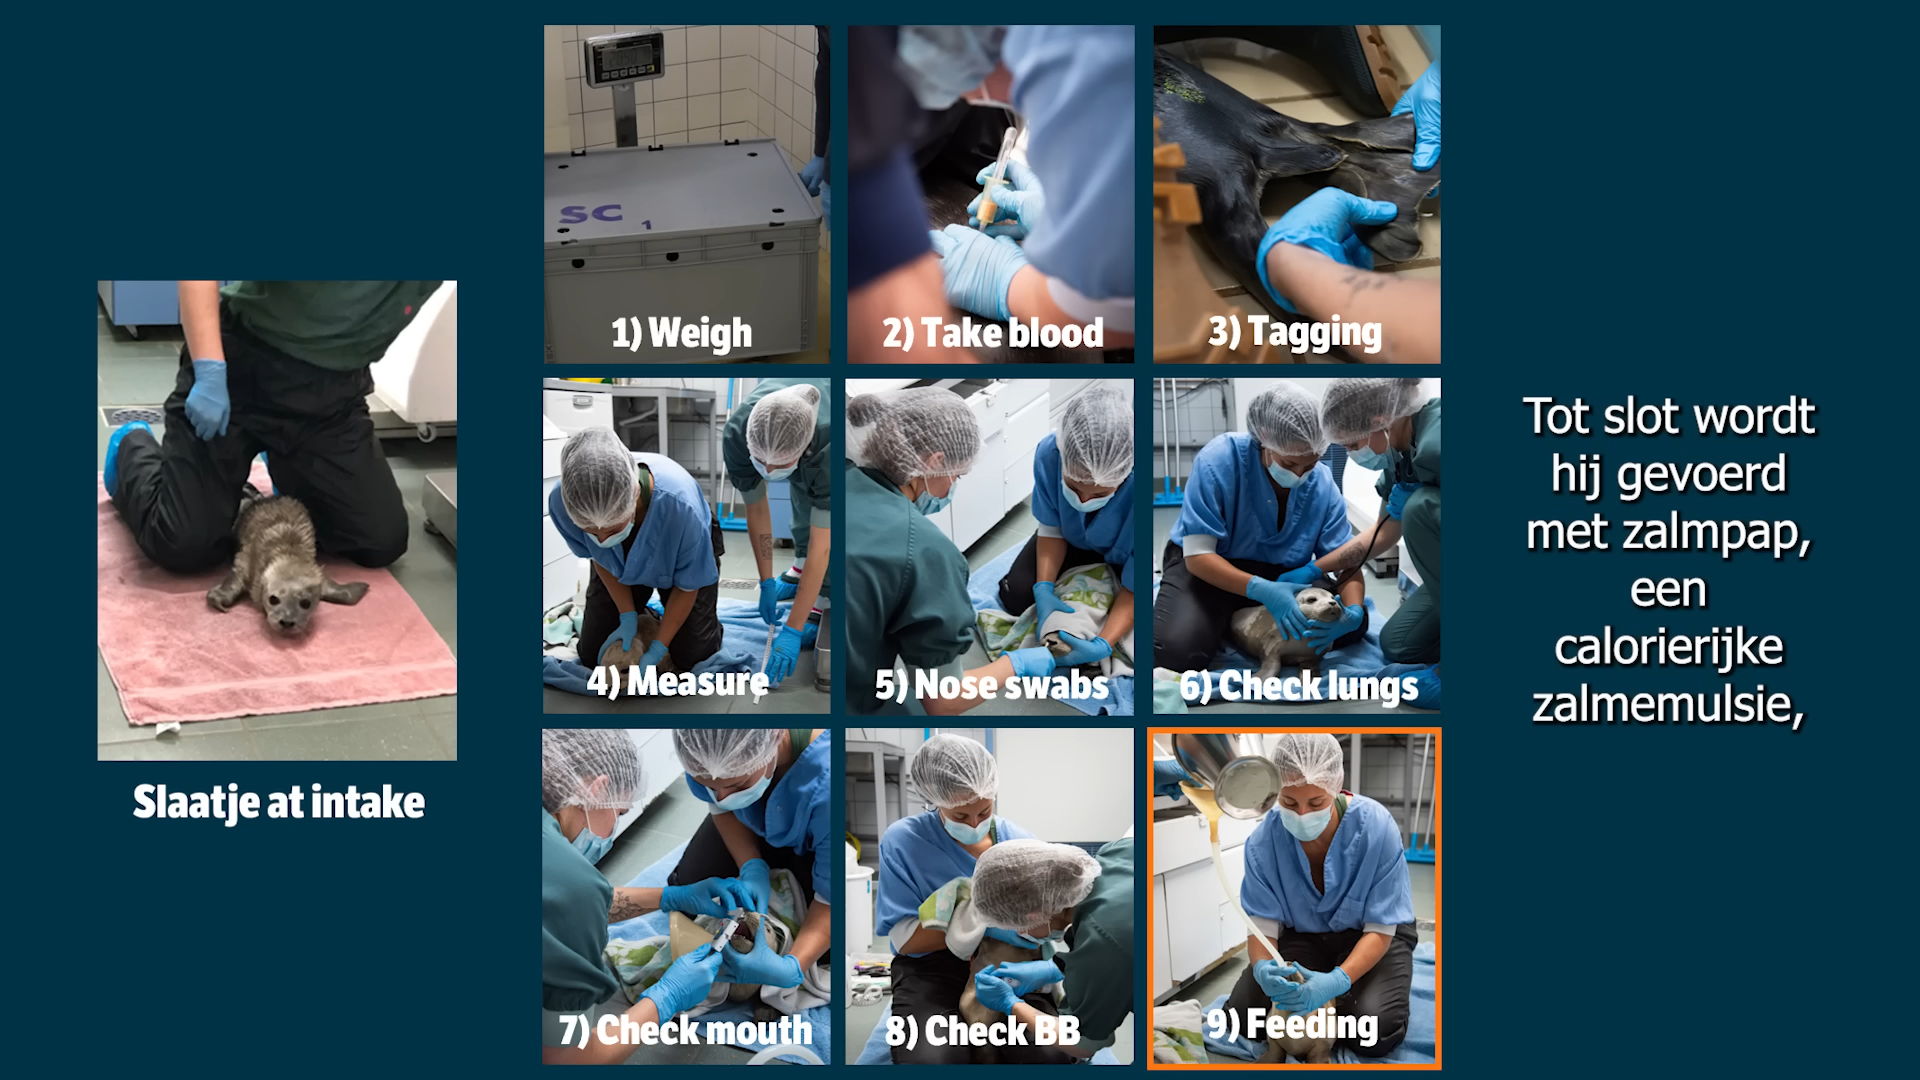 SC 1
1) Weigh
2) Take blood
3) Tagging
4) Measure
5) Nose swabs
6) Check lungs
7) Check mouth
8) Check BB
9) Feeding
Slaatje at intake
Tot slot wordt
hij gevoerd
met zalmpap,
een
calorierijke
zalmemulsie,